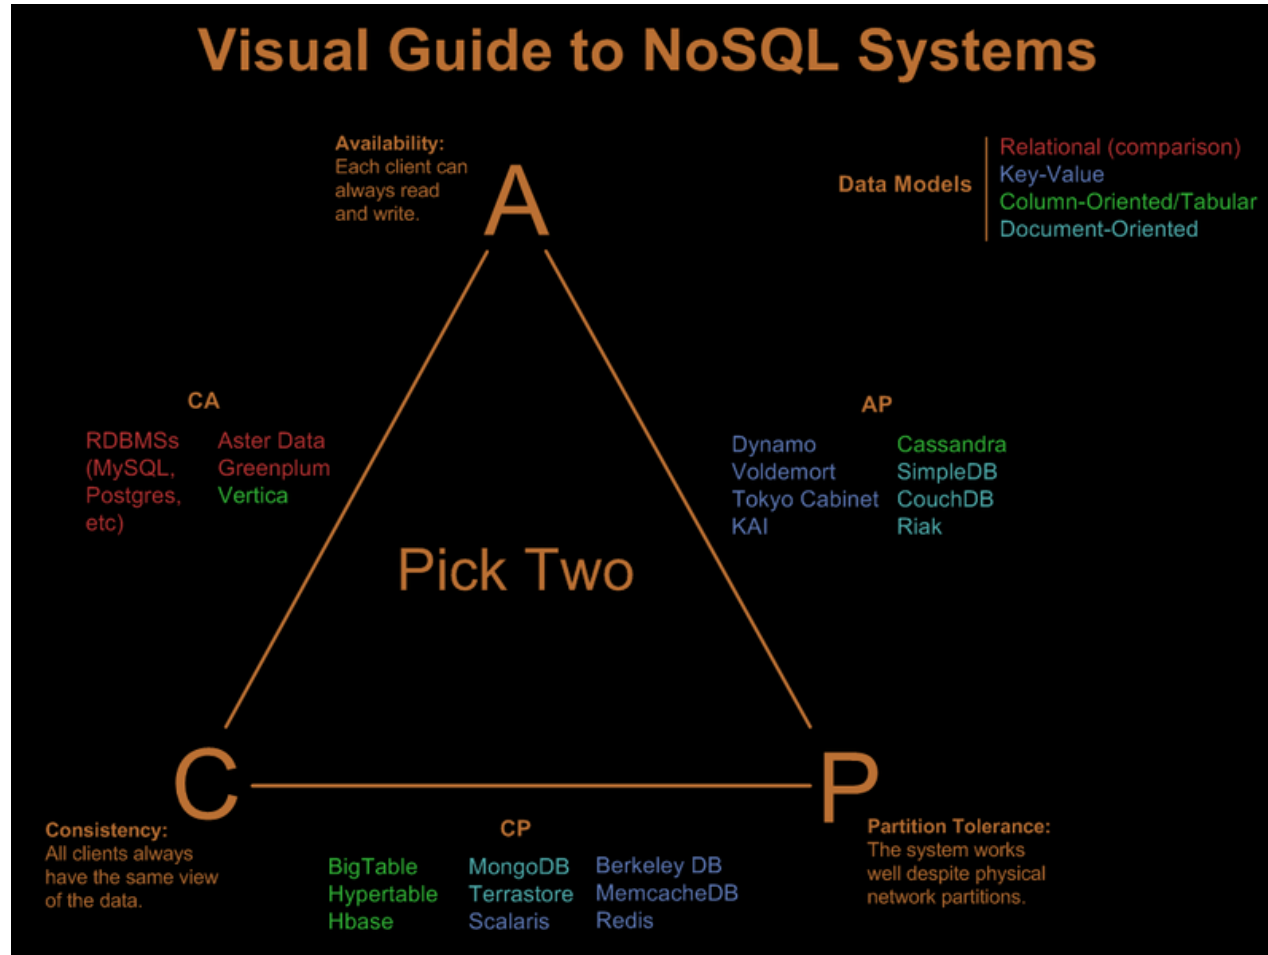 Visual Guide to NoSQL Systems
Availability:
Each client can
always read
and write.
A
Data Models
Relational (comparison)
Key-Value
Column-Oriented/Tabular
Document-Oriented
CA
RDBMSs
(MySQL,
Postgres,
etc)
Aster Data
Greenplum
Vertica
AP
Dynamo
Voldemort
Tokyo Cabinet
KAI
Cassandra
SimpleDB
CouchDB
Riak
Pick Two
C
Consistency:
All clients always
have the same view
of the data.
CP
BigTable
Hypertable
Hbase
MongoDB
Terrastore
Scalaris
Berkeley DB
MemcacheDB
Redis
P
Partition Tolerance:
The system works
well despite physical
network partitions.